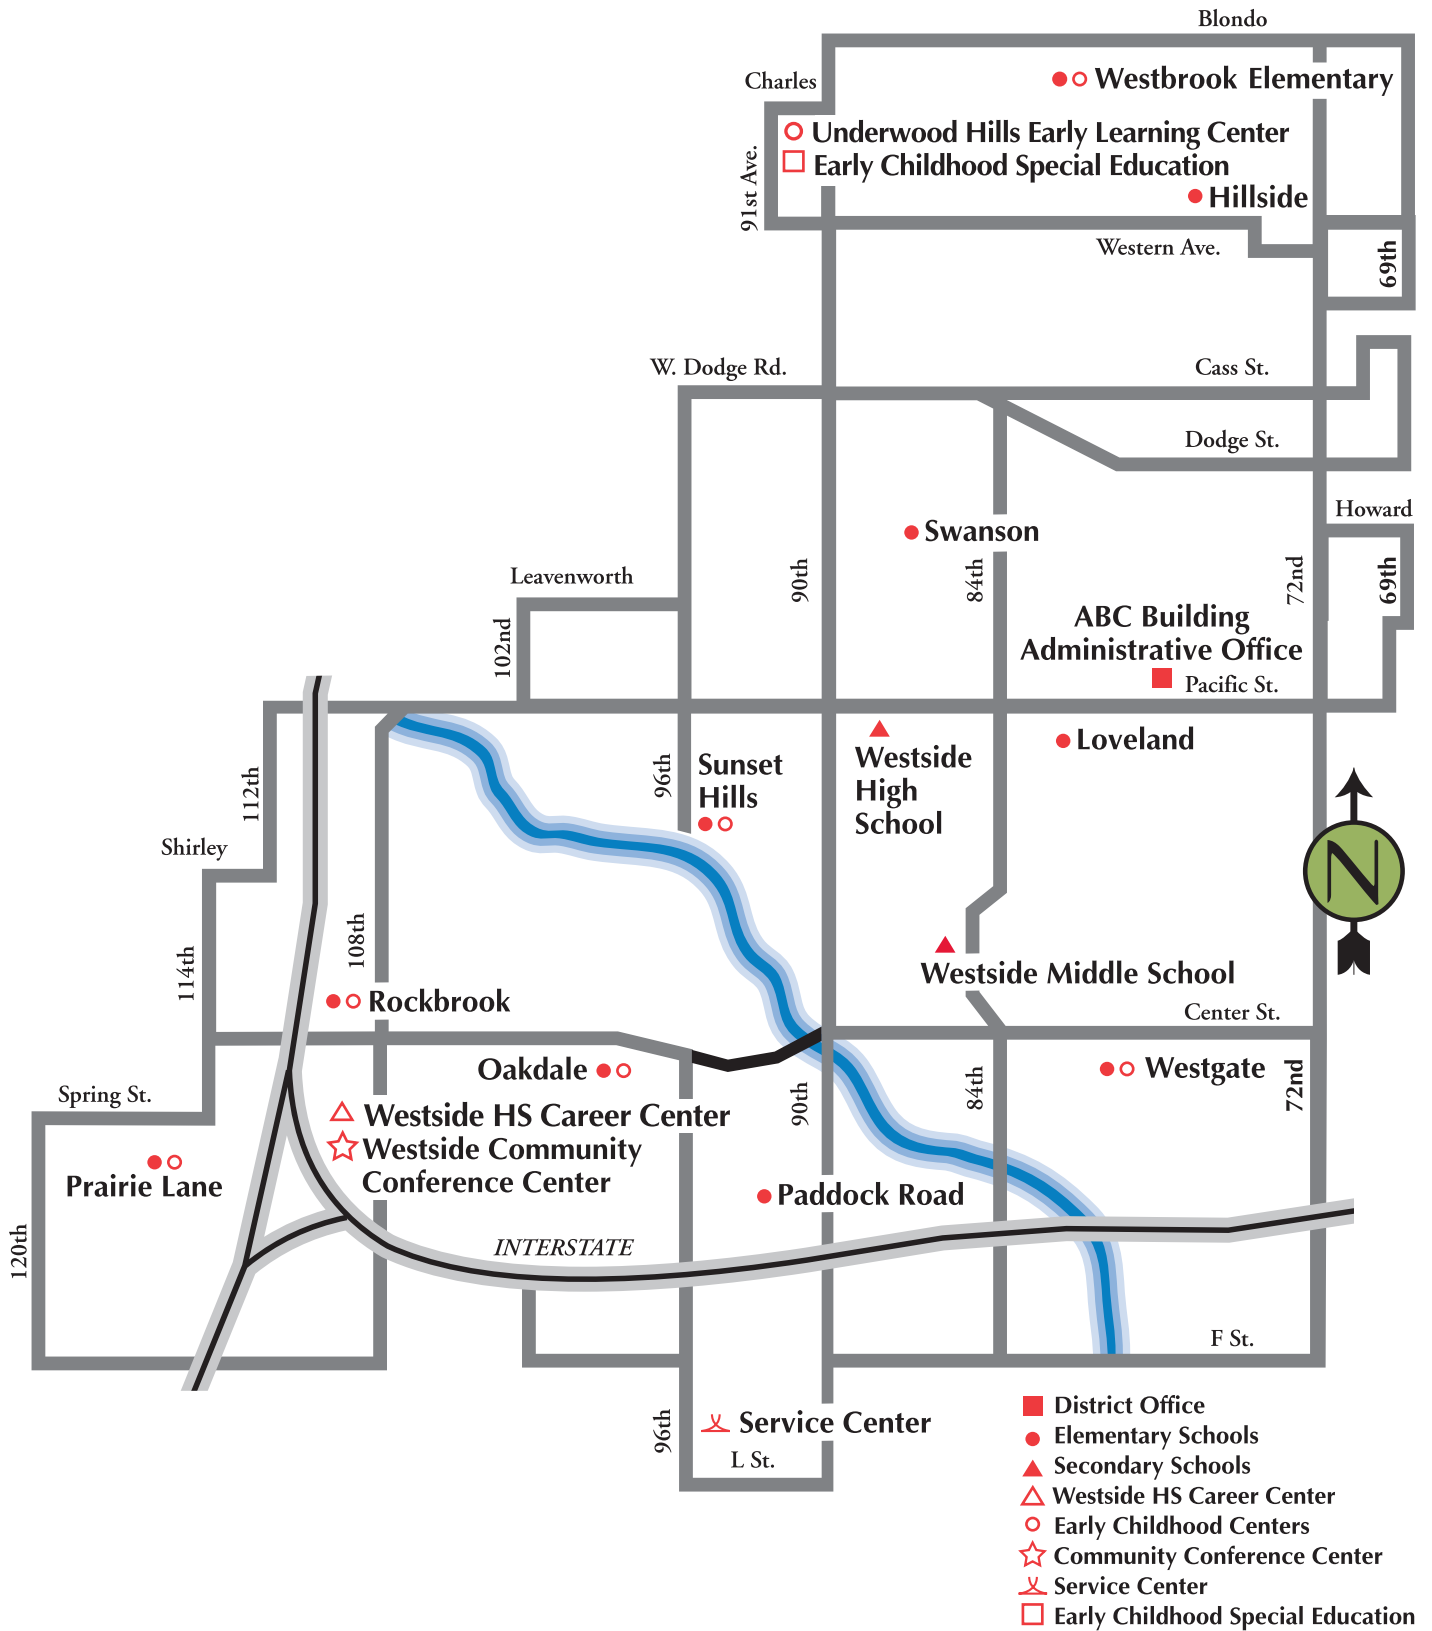 Blondo
Charles
Westbrook Elementary
Underwood Hills Early Learning Center
Early Childhood Special Education
91st Ave.
Hillside
Western Ave.
69th
W. Dodge Rd.
Cass St.
Dodge St.
Howard
Swanson
90th
84th
72nd
69th
Leavenworth
102nd
ABC Building
Administrative Office
Pacific St.
Loveland
Westside
High
School
Sunset
Hills
96th
112th
Shirley
N
108th
114th
Westside Middle School
Rockbrook
Center St.
Oakdale
Westgate
90th
84th
72nd
Spring St.
Westside HS Career Center
Westside Community
Conference Center
Prairie Lane
Paddock Road
120th
INTERSTATE
F St.
96th
Service Center
L St.
District Office
Elementary Schools
Secondary Schools
Westside HS Career Center
Early Childhood Centers
Community Conference Center
Service Center
Early Childhood Special Education